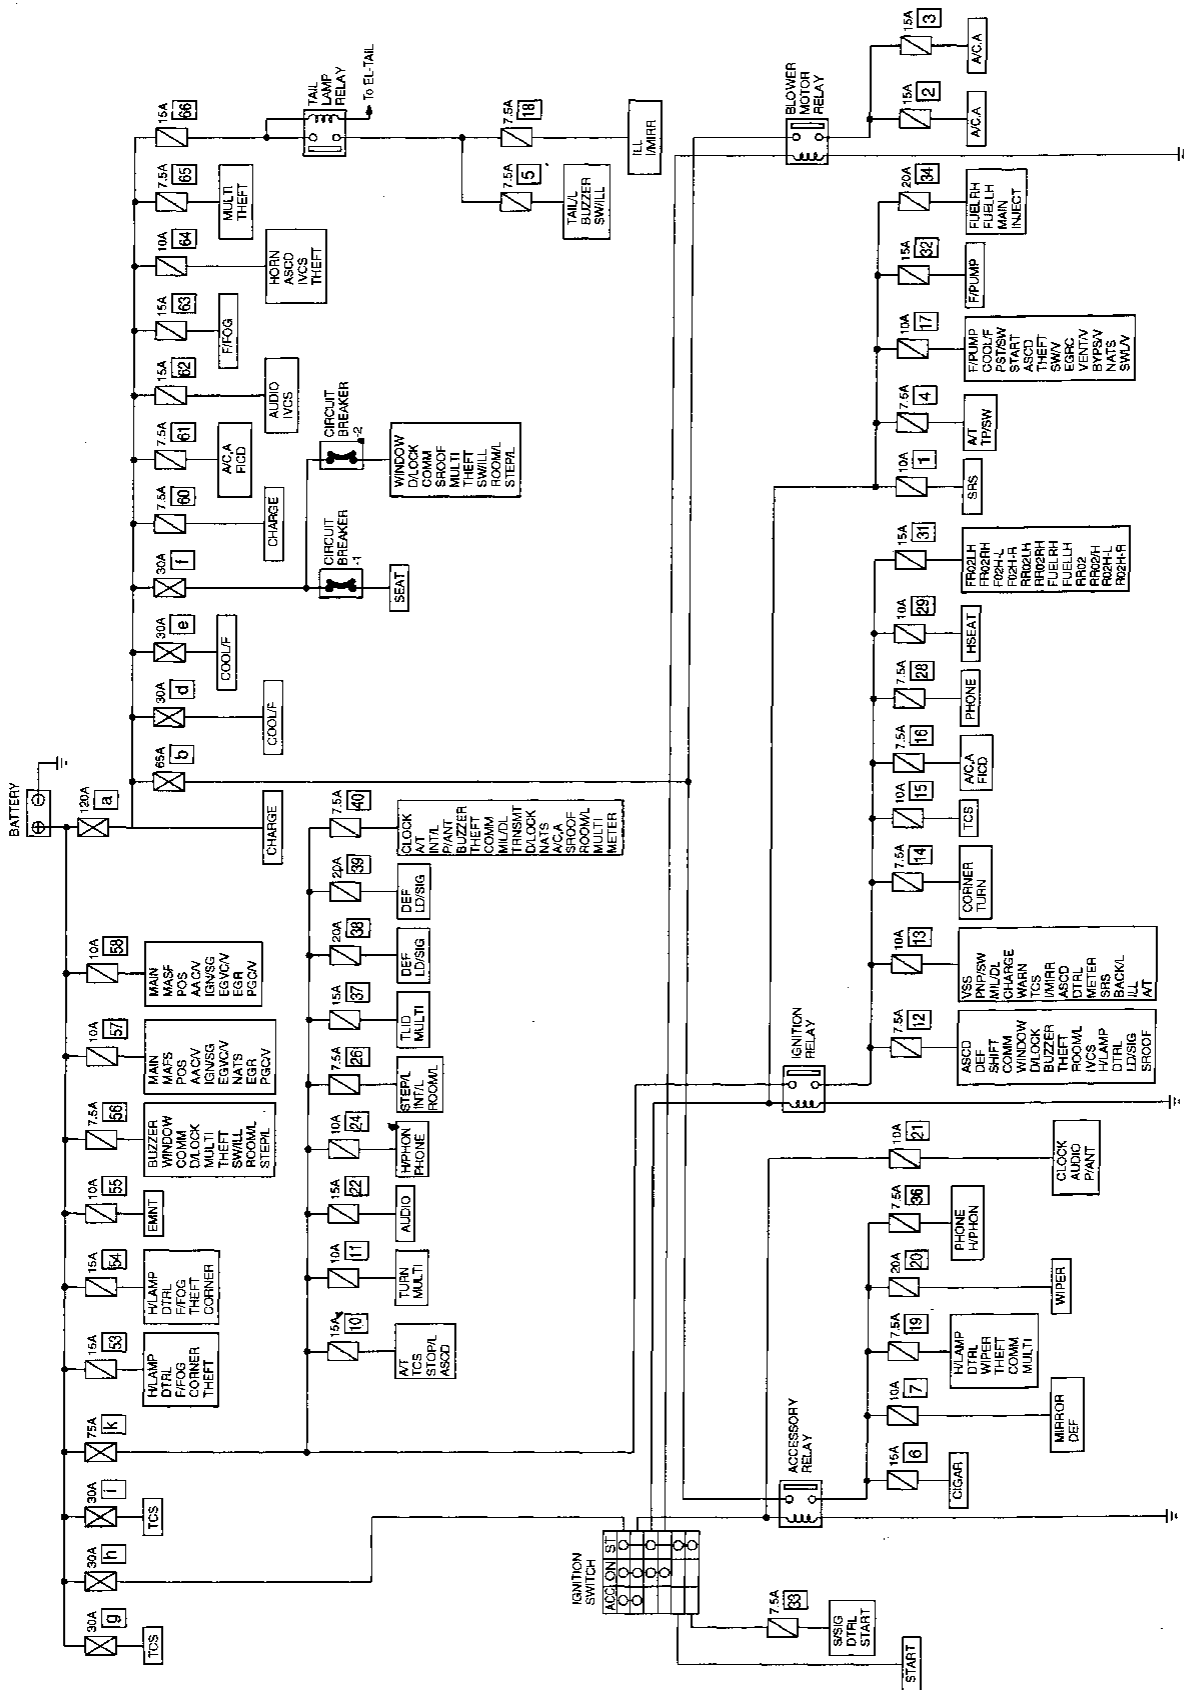 BATTERY
120A
a
CHARGE
30A
g
TCS
30A
h
30A
i
TCS
75A
k
15A
53
H/LAMP
DTRL
F/FOG
CORNER
THEFT
15A
54
H/LAMP
DTRL
F/FOG
THEFT
CORNER
10A
55
EMNT
7.5A
56
BUZZER
WINDOW
COMM
D/LOCK
MULTI
THEFT
SW/ILL
ROOM/L
STEP/L
10A
57
MAIN
MAFS
POS
AAC/V
IGN/SG
EGVC/V
NATS
EGR
PGC/V
10A
58
MAIN
MASF
POS
AAC/V
IGN/SG
EGVC/V
EGR
PGC/V
65A
b
30A
d
COOL/F
30A
e
COOL/F
30A
f
CIRCUIT
BREAKER
-1
SEAT
CIRCUIT
BREAKER
-2
WINDOW
D/LOCK
COMM
SROOF
MULTI
THEFT
SW/ILL
ROOM/L
STEP/L
7.5A
60
CHARGE
7.5A
61
A/C,A
FICD
15A
62
AUDIO
IVCS
15A
63
F/FOG
10A
64
HORN
ASCD
IVCS
THEFT
7.5A
65
MULTI
THEFT
15A
66
TAIL
LAMP
RELAY
To EL-TAIL
7.5A
5
TAIL/L
BUZZER
SW/ILL
7.5A
18
ILL
I/MIRR
15A
10
A/T
TCS
STOP/L
ASCD
10A
11
TURN
MULTI
15A
22
AUDIO
10A
24
H/PHON
PHONE
7.5A
26
STEP/L
INT/L
ROOM/L
15A
37
TLID
MULTI
20A
38
DEF
LD/SIG
20A
39
DEF
LD/SIG
7.5A
40
CLOCK
A/T
INT/L
P/ANT
BUZZER
THEFT
COMM
MIL/DL
TRNSMT
D/LOCK
NATS
A/C,A
SROOF
ROOM/L
MULTI
METER
IGNITION
SWITCH
ACC
ON
ST
START
7.5A
33
S/SIG
DTRL
START
ACCESSORY
RELAY
15A
6
CIGAR
10A
7
MIRROR
DEF
7.5A
19
H/LAMP
DTRL
WIPER
THEFT
COMM
MULTI
20A
20
WIPER
7.5A
36
PHONE
H/PHON
10A
21
CLOCK
AUDIO
P/ANT
IGNITION
RELAY
7.5A
12
ASCD
DEF
SHIFT
COMM
WINDOW
D/LOCK
BUZZER
THEFT
ROOM/L
IVCS
H/LAMP
DTRL
LD/SIG
SROOF
10A
13
VSS
PNP/SW
MIL/DL
CHARGE
WARN
TCS
I/MIRR
ASCD
DTRL
METER
SRS
BACK/L
ILL
A/T
7.5A
14
CORNER
TURN
10A
15
TCS
7.5A
16
A/C,A
FICD
7.5A
28
PHONE
10A
29
HSEAT
15A
31
FR02LH
FR02RH
F02H-L
F02H-R
RR02LH
RR02RH
FUELRH
FUELLH
RR02
RR02/H
R02H-L
R02H-R
10A
1
SRS
7.5A
4
A/T
TP/SW
10A
17
F/PUMP
COOL/F
PST/SW
START
ASCD
THEFT
SW/V
EGRC
VENT/V
BYPS/V
NATS
SWL/V
15A
32
F/PUMP
20A
34
FUELRH
FUELLH
MAIN
INJECT
BLOWER
MOTOR
RELAY
15A
2
A/C,A
15A
3
A/C,A